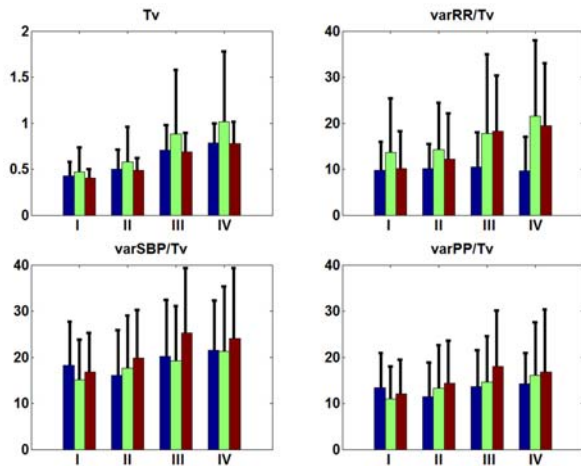 Tv
2
1.5
1
0.5
0
I II III IV
varRR/Tv
40
30
20
10
0
I II III IV
varSBP/Tv
40
30
20
10
0
I II III IV
varPP/Tv
40
30
20
10
0
I II III IV